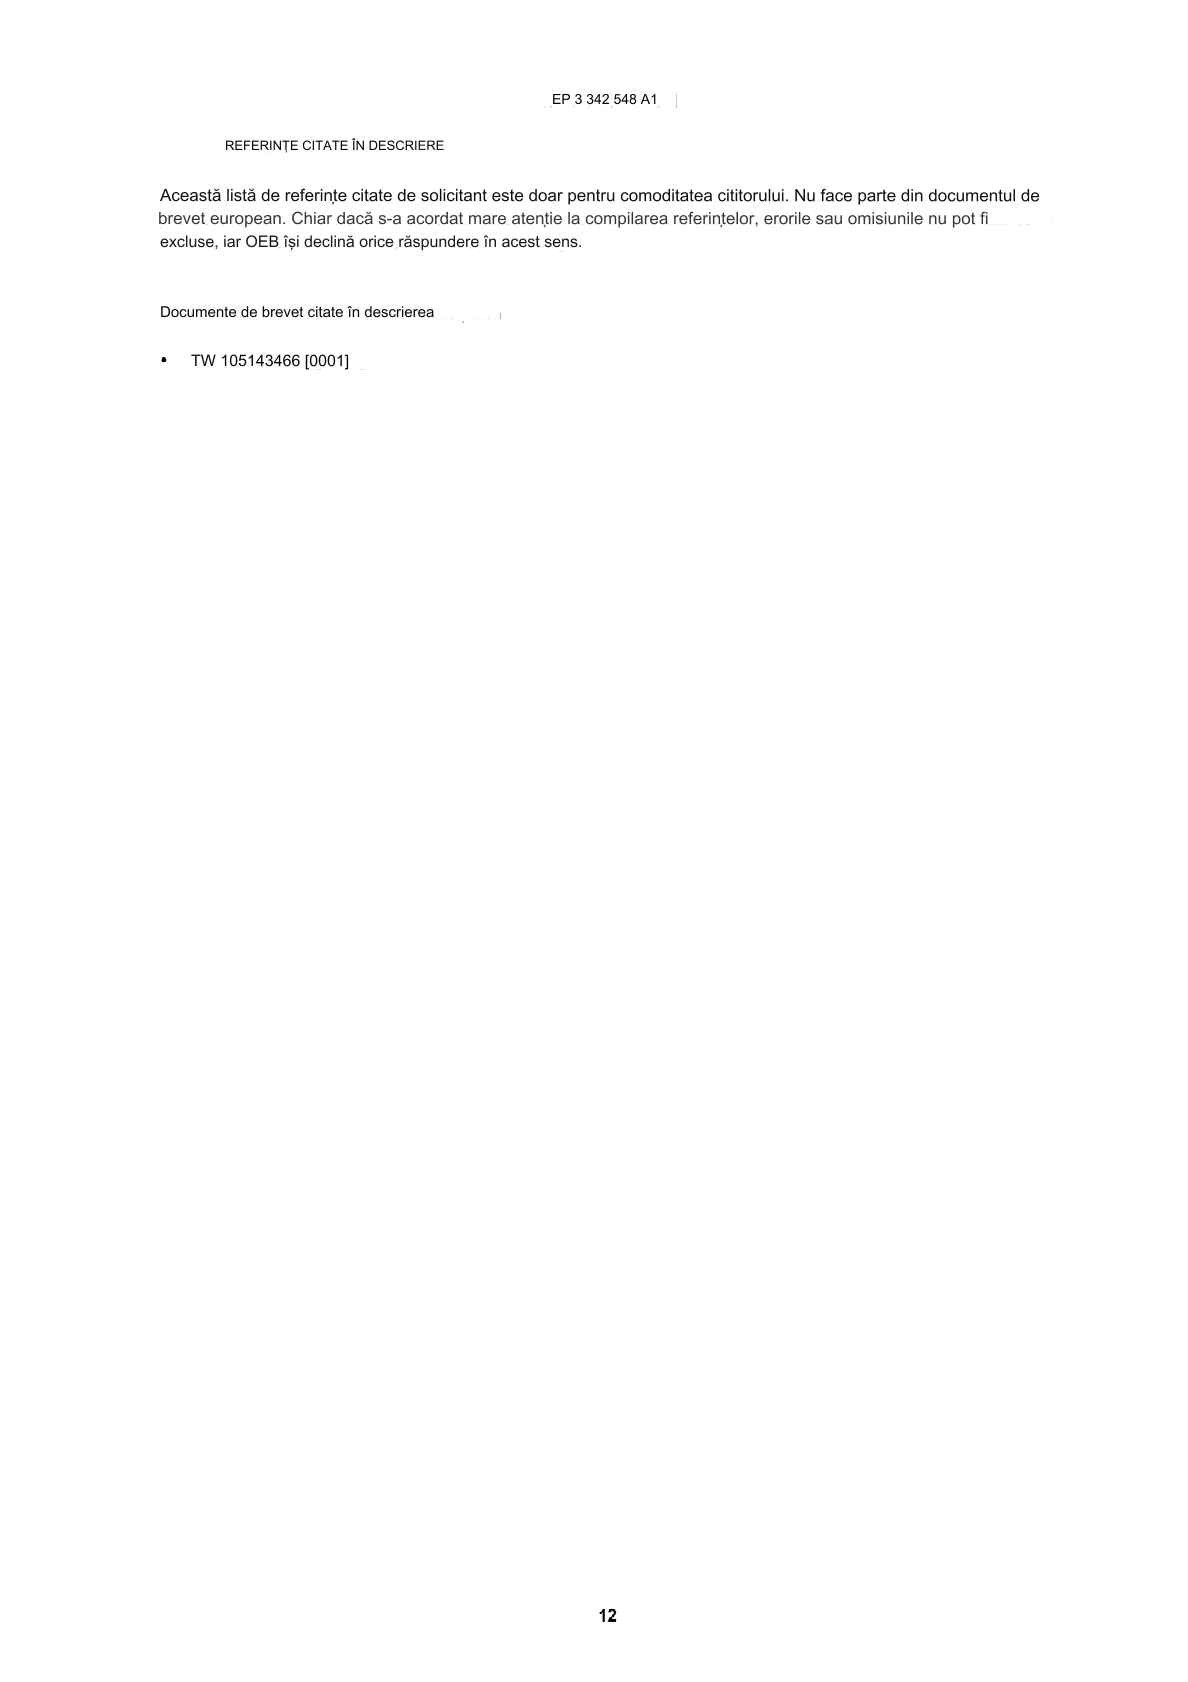 EP 3 342 548 A1
REFERINȚE CITATE ÎN DESCRIERE
Această listă de referințe citate de solicitant este doar pentru comoditatea cititorului. Nu face parte din documentul de
brevet european. Chiar dacă s-a acordat mare atenție la compilarea referințelor, erorile sau omisiunile nu pot fi
excluse, iar OEB își declină orice răspundere în acest sens.
Documente de brevet citate în descrierea
• TW 105143466 [0001]
12